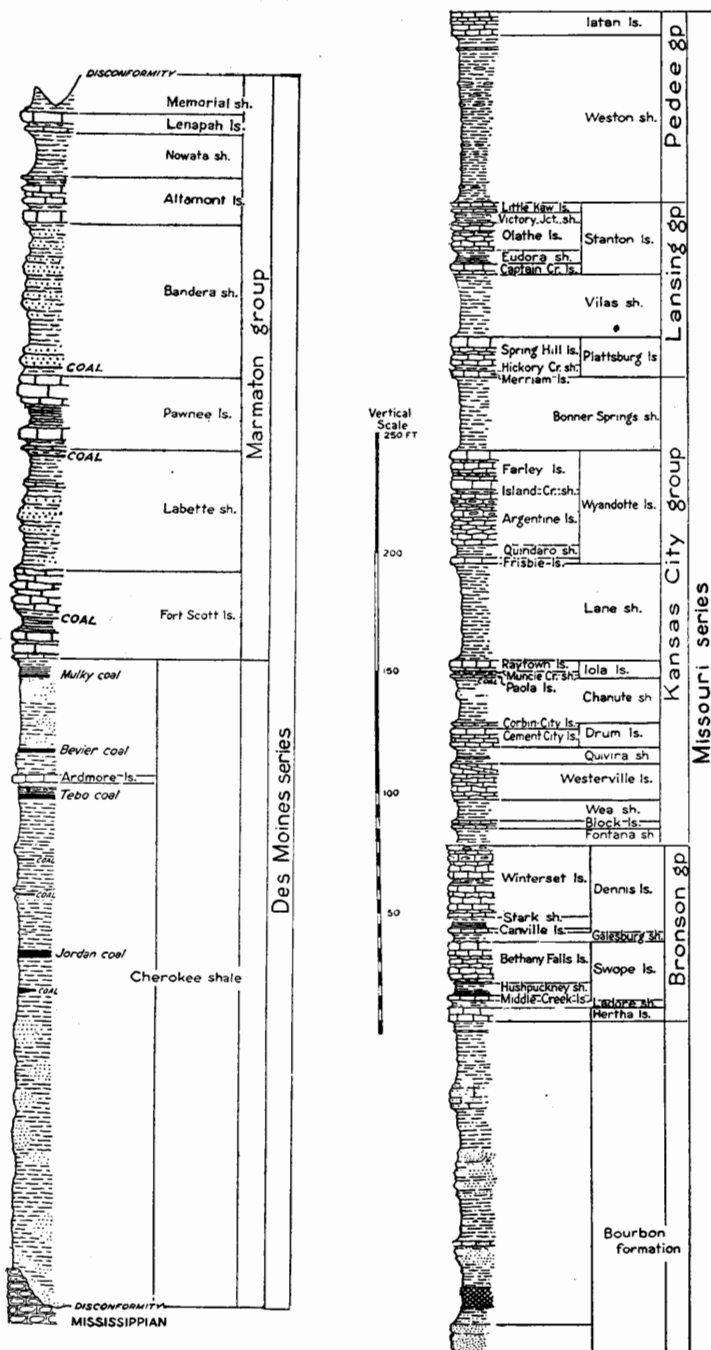 DISCONFORMITY
Memorial sh.
Lenapah ls.
Nowata sh.
Altamont ls.
Bandera sh.
COAL
Pawnee ls.
COAL
Labette sh.
Fort Scott ls.
COAL
Marmaton group
Mulky coal
Bevier coal
Ardmore ls.
Tebo coal
COAL
COAL
Jordan coal
Cherokee shale
COAL
Des Moines series
DISCONFORMITY
MISSISSIPPIAN
Vertical
Scale
250 FT
200
150
100
50
Iatan ls.
Weston sh.
Pedee gp
Little Kaw ls.
Victory Jct. sh.
Olathe ls.
Stanton ls.
Eudora sh.
Captain Cr. ls.
Vilas sh.
Lansing gp
Spring Hill ls.
Plattsburg ls
Hickory Cr. sh.
Merriam ls.
Bonner Springs sh.
Farley ls.
Island Cr. sh.
Wyandotte ls.
Argentine ls.
Quindaro sh.
Frisbie ls.
Lane sh.
Raytown ls.
Iola ls.
Muncie Cr. sh.
COAL
Paola ls.
Chanute sh
Corbin City ls.
Cement City ls.
Drum ls.
Quivira sh
Westerville ls.
Wea sh.
Block ls.
Fontana sh
Kansas City group
Missouri series
Winterset ls.
Dennis ls.
Stark sh.
Canville ls.
Galesburg sh.
Bethany Falls ls.
Swope ls.
Hushpuckney sh.
Middle Creek ls.
Ladore sh.
Hertha ls.
Bronson gp
Bourbon
formation